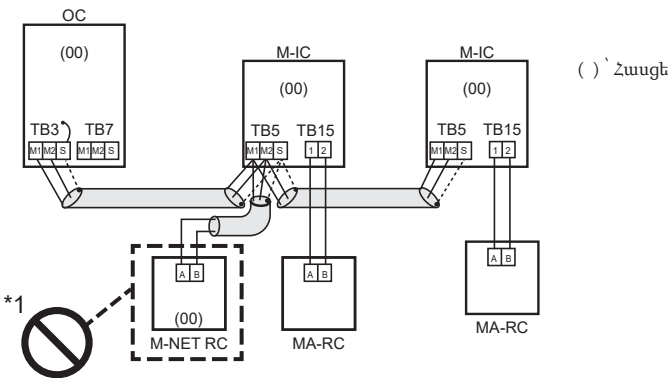 OC
(00)
TB3 TB7
M1 M2 S M1 M2 S
M-IC
(00)
TB5 TB15
M1 M2 S 1 2
M-IC
(00)
TB5 TB15
M1 M2 S 1 2
( )՝ Հասցե
*1
A B
(00)
M-NET RC
A B
MA-RC
A B
MA-RC